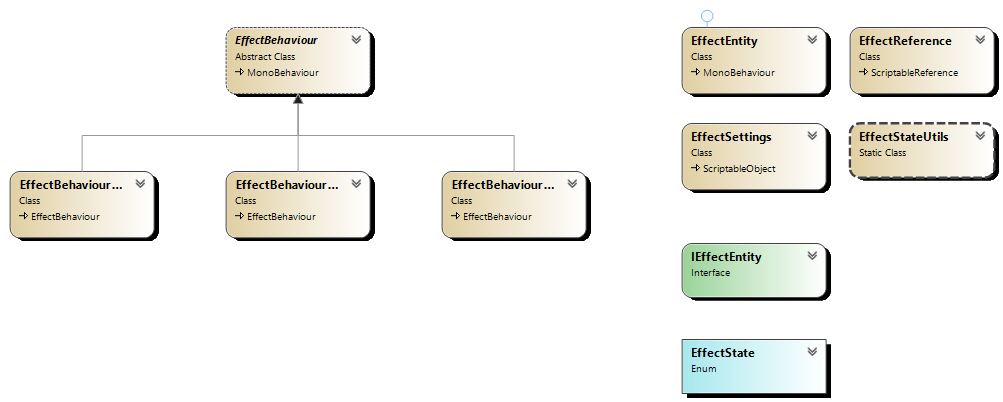 EffectBehaviour
Abstract Class
MonoBehaviour
EffectEntity
Class
MonoBehaviour
EffectReference
Class
ScriptableReference
EffectSettings
Class
ScriptableObject
EffectStateUtils
Static Class
EffectBehaviour...
Class
EffectBehaviour
EffectBehaviour...
Class
EffectBehaviour
EffectBehaviour...
Class
EffectBehaviour
IEffectEntity
Interface
EffectState
Enum